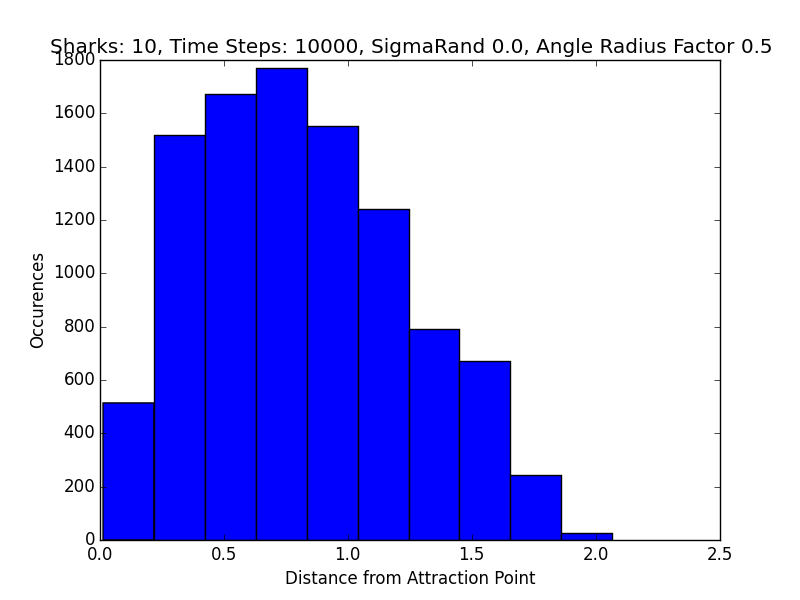 Sharks: 10, Time Steps: 10000, SigmaRand 0.0, Angle Radius Factor 0.5
1800
1600
1400
1200
1000
800
600
400
200
0
Occurences
0.0 0.5 1.0 1.5 2.0 2.5
Distance from Attraction Point